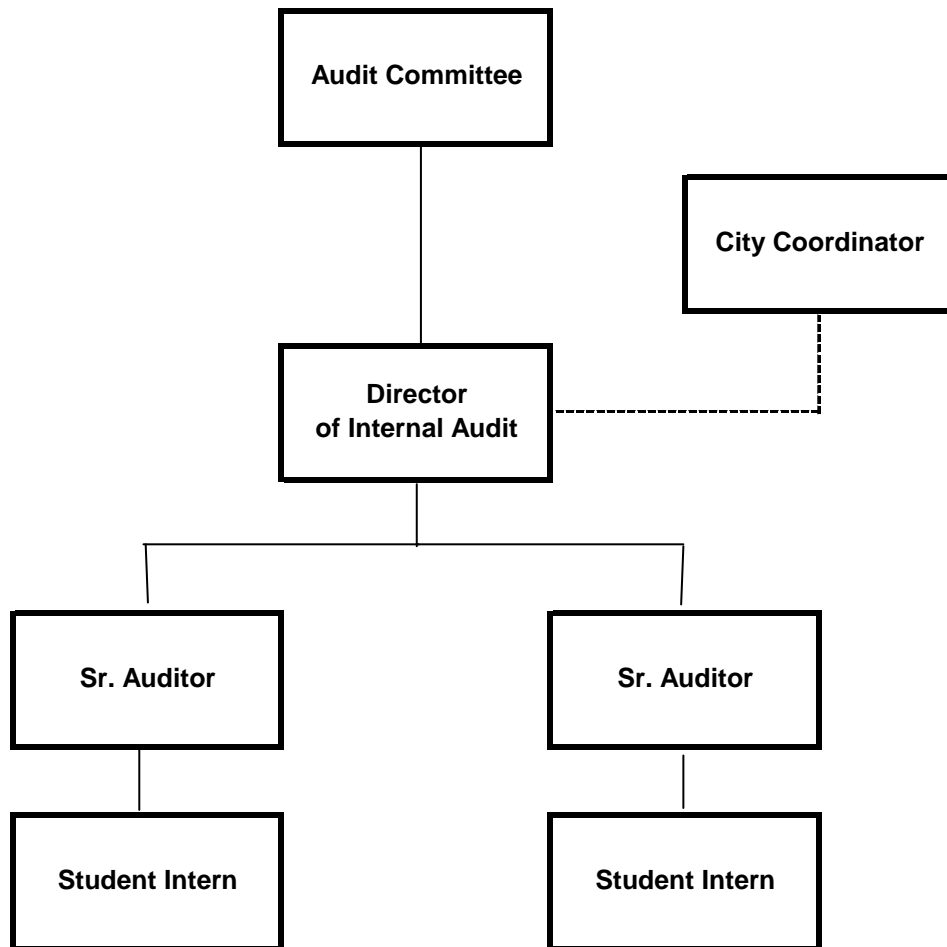 Audit Committee
City Coordinator
Director
of Internal Audit
Sr. Auditor
Sr. Auditor
Student Intern
Student Intern